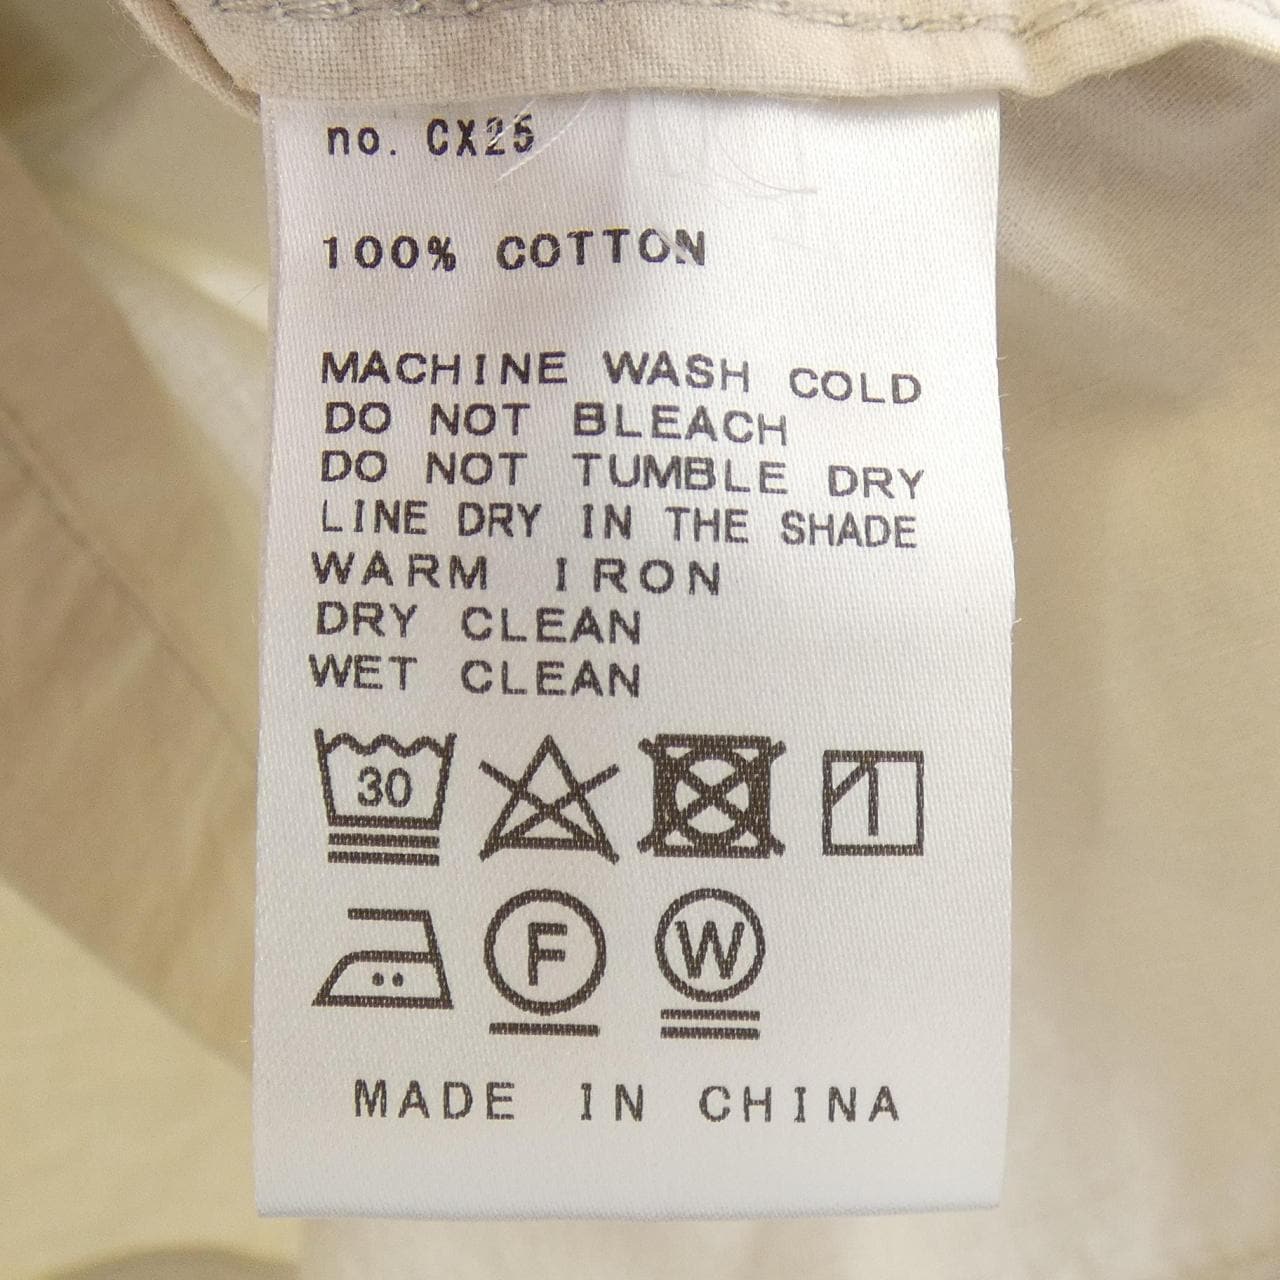 no. CX25
100% COTTON
MACHINE WASH COLD
DO NOT BLEACH
DO NOT TUMBLE DRY
LINE DRY IN THE SHADE
WARM IRON
DRY CLEAN
WET CLEAN
30
F W
MADE IN CHINA